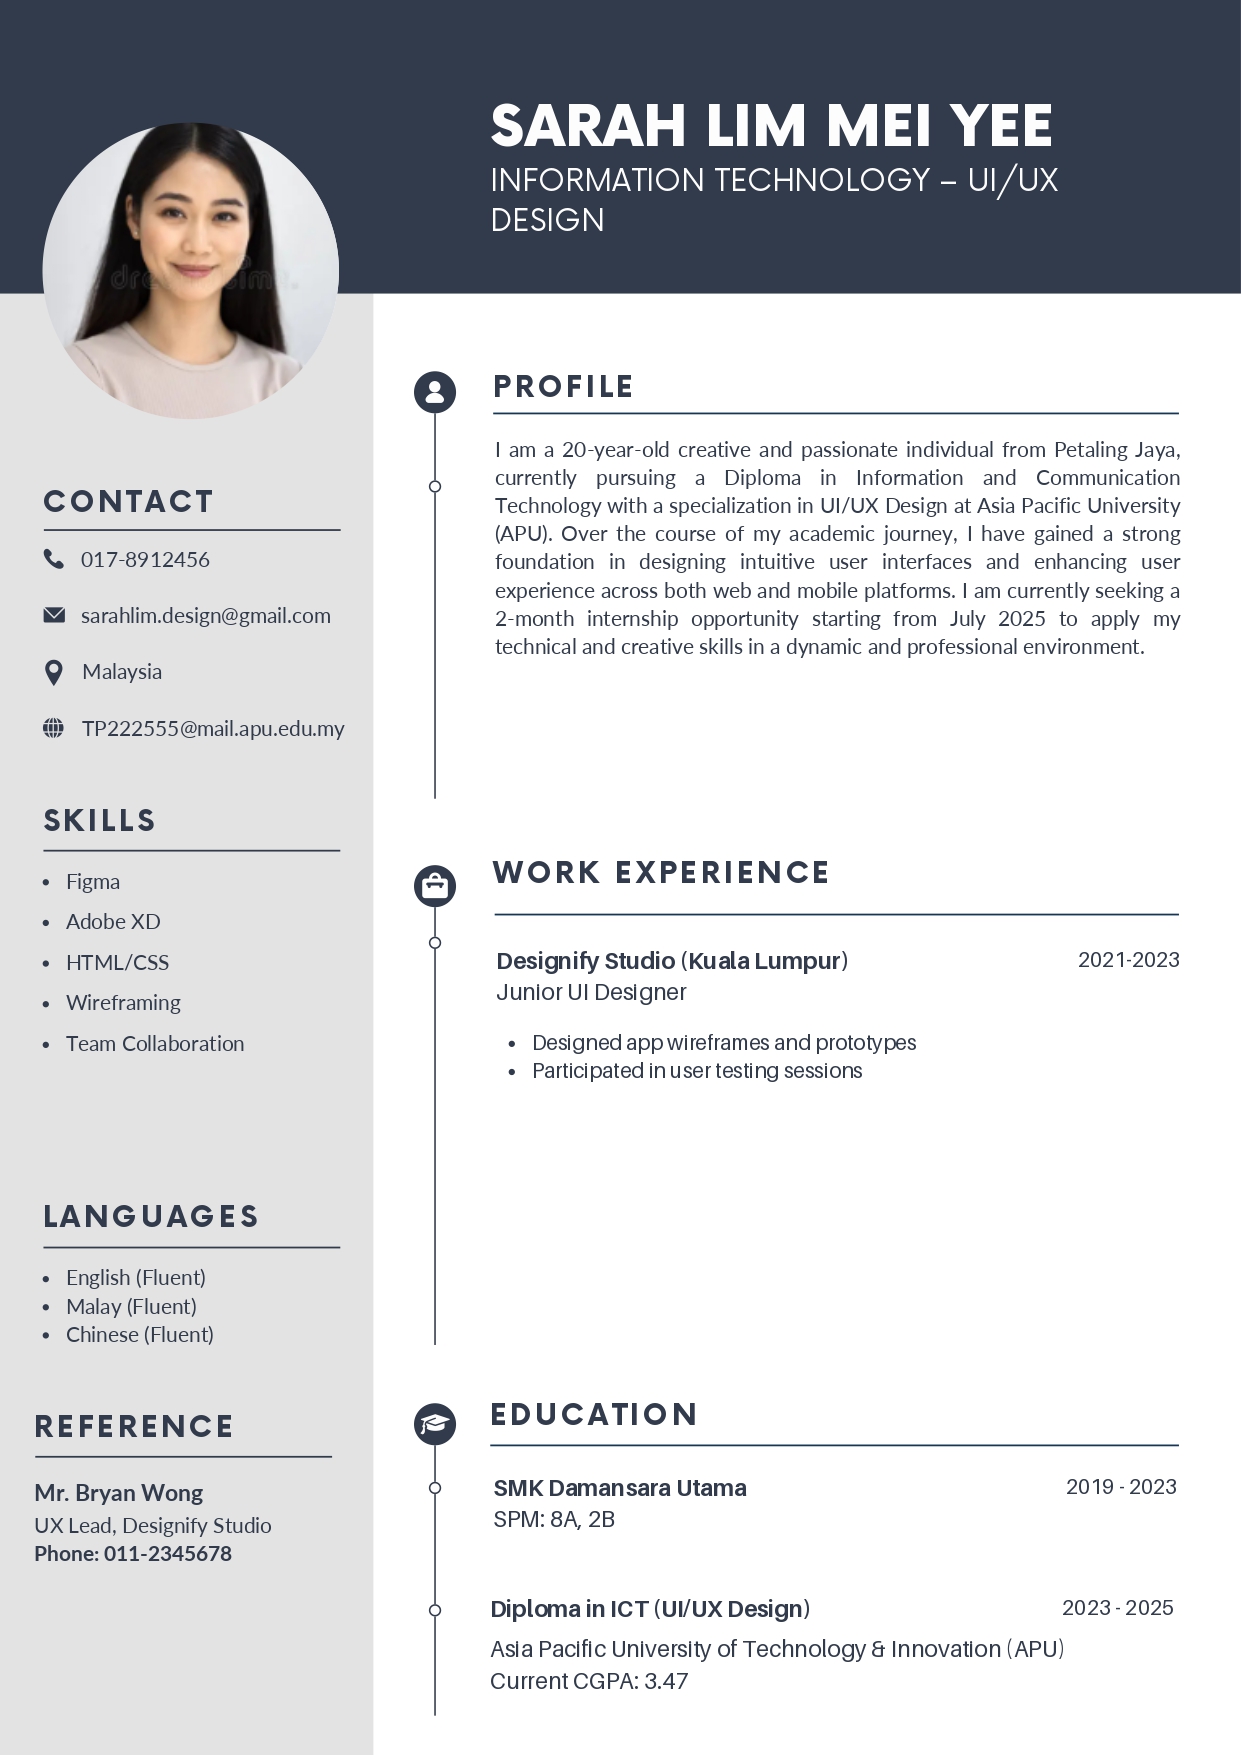 SARAH LIM MEI YEE
INFORMATION TECHNOLOGY – UI/UX
DESIGN
CONTACT
017-8912456
sarahlim.design@gmail.com
Malaysia
TP222555@mail.apu.edu.my
SKILLS
• Figma
• Adobe XD
• HTML/CSS
• Wireframing
• Team Collaboration
LANGUAGES
• English (Fluent)
• Malay (Fluent)
• Chinese (Fluent)
REFERENCE
Mr. Bryan Wong
UX Lead, Designify Studio
Phone: 011-2345678
PROFILE
I am a 20-year-old creative and passionate individual from Petaling Jaya,
currently pursuing a Diploma in Information and Communication
Technology with a specialization in UI/UX Design at Asia Pacific University
(APU). Over the course of my academic journey, I have gained a strong
foundation in designing intuitive user interfaces and enhancing user
experience across both web and mobile platforms. I am currently seeking a
2-month internship opportunity starting from July 2025 to apply my
technical and creative skills in a dynamic and professional environment.
WORK EXPERIENCE
Designify Studio (Kuala Lumpur) 2021-2023
Junior UI Designer
• Designed app wireframes and prototypes
• Participated in user testing sessions
EDUCATION
SMK Damansara Utama 2019 - 2023
SPM: 8A, 2B
Diploma in ICT (UI/UX Design) 2023 - 2025
Asia Pacific University of Technology & Innovation (APU)
Current CGPA: 3.47